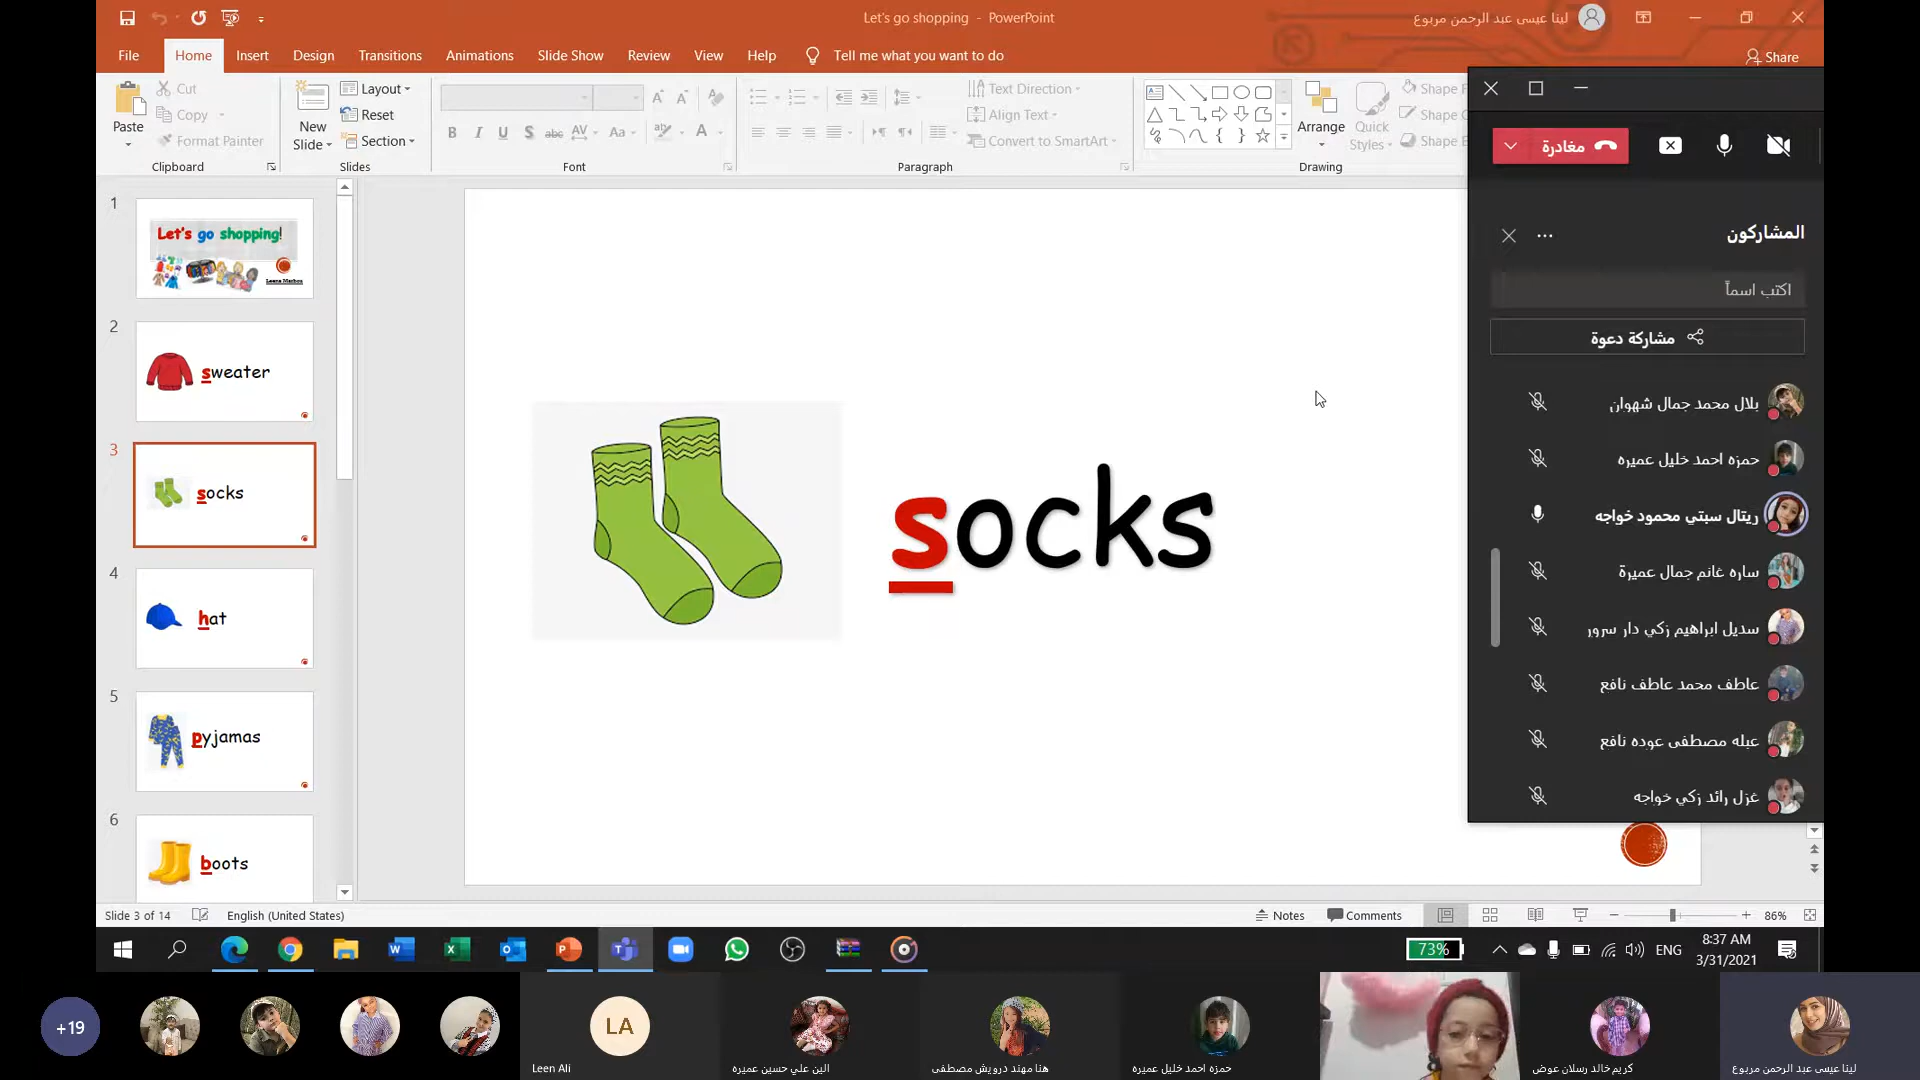 Let's go shopping - PowerPoint
لينا عيسى عبد الرحمن مربوع
File Home Insert Design Transitions Animations Slide Show Review View Help Tell me what you want to do
Share
Paste
Cut
Copy
Format Painter
Clipboard
New Slide
Layout
Reset
Section
Slides
Font
Text Direction
Align Text
Convert to SmartArt
Paragraph
Arrange
Quick Styles
Shape F
Shape O
Shape E
Drawing
1
Let's go shopping!
2
sweater
3
socks
4
hat
5
pyjamas
6
boots
socks
مغادرة
المشاركون
اكتب اسماً
مشاركة دعوة
بلال محمد جمال شهوان
حمزه احمد خليل عميره
ريتال سبتي محمود خواجه
ساره غانم جمال عميرة
سديل ابراهيم زكي دار سرور
عاطف محمد عاطف نافع
عبله مصطفى عوده نافع
غزل رائد زكي خواجه
Slide 3 of 14 English (United States) Notes Comments 86%
73% ENG 8:37 AM
3/31/2021
+19
LA
Leen Ali
الين علي حسين عميره
هنا مهند درويش مصطفى
حمزه احمد خليل عميره
كريم خالد رسلان عوض
لينا عيسى عبد الرحمن مربوع